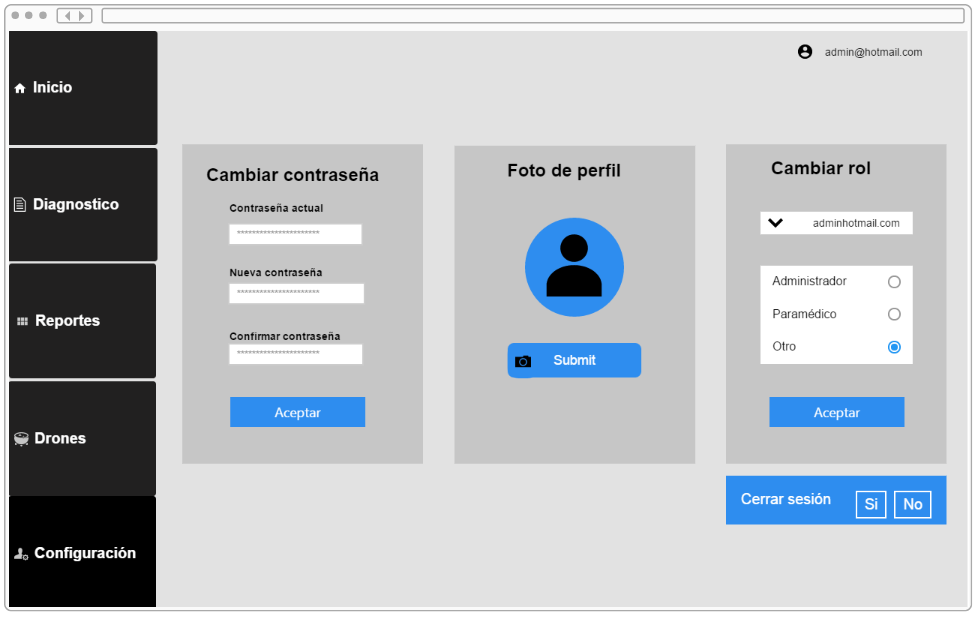 admin@hotmail.com
Inicio
Diagnostico
Reportes
Drones
Configuración
Cambiar contraseña
Contraseña actual
**********************
Nueva contraseña
**********************
Confirmar contraseña
**********************
Aceptar
Foto de perfil
Submit
Cambiar rol
adminhotmail.com
Administrador
Paramédico
Otro
Aceptar
Cerrar sesión Si No